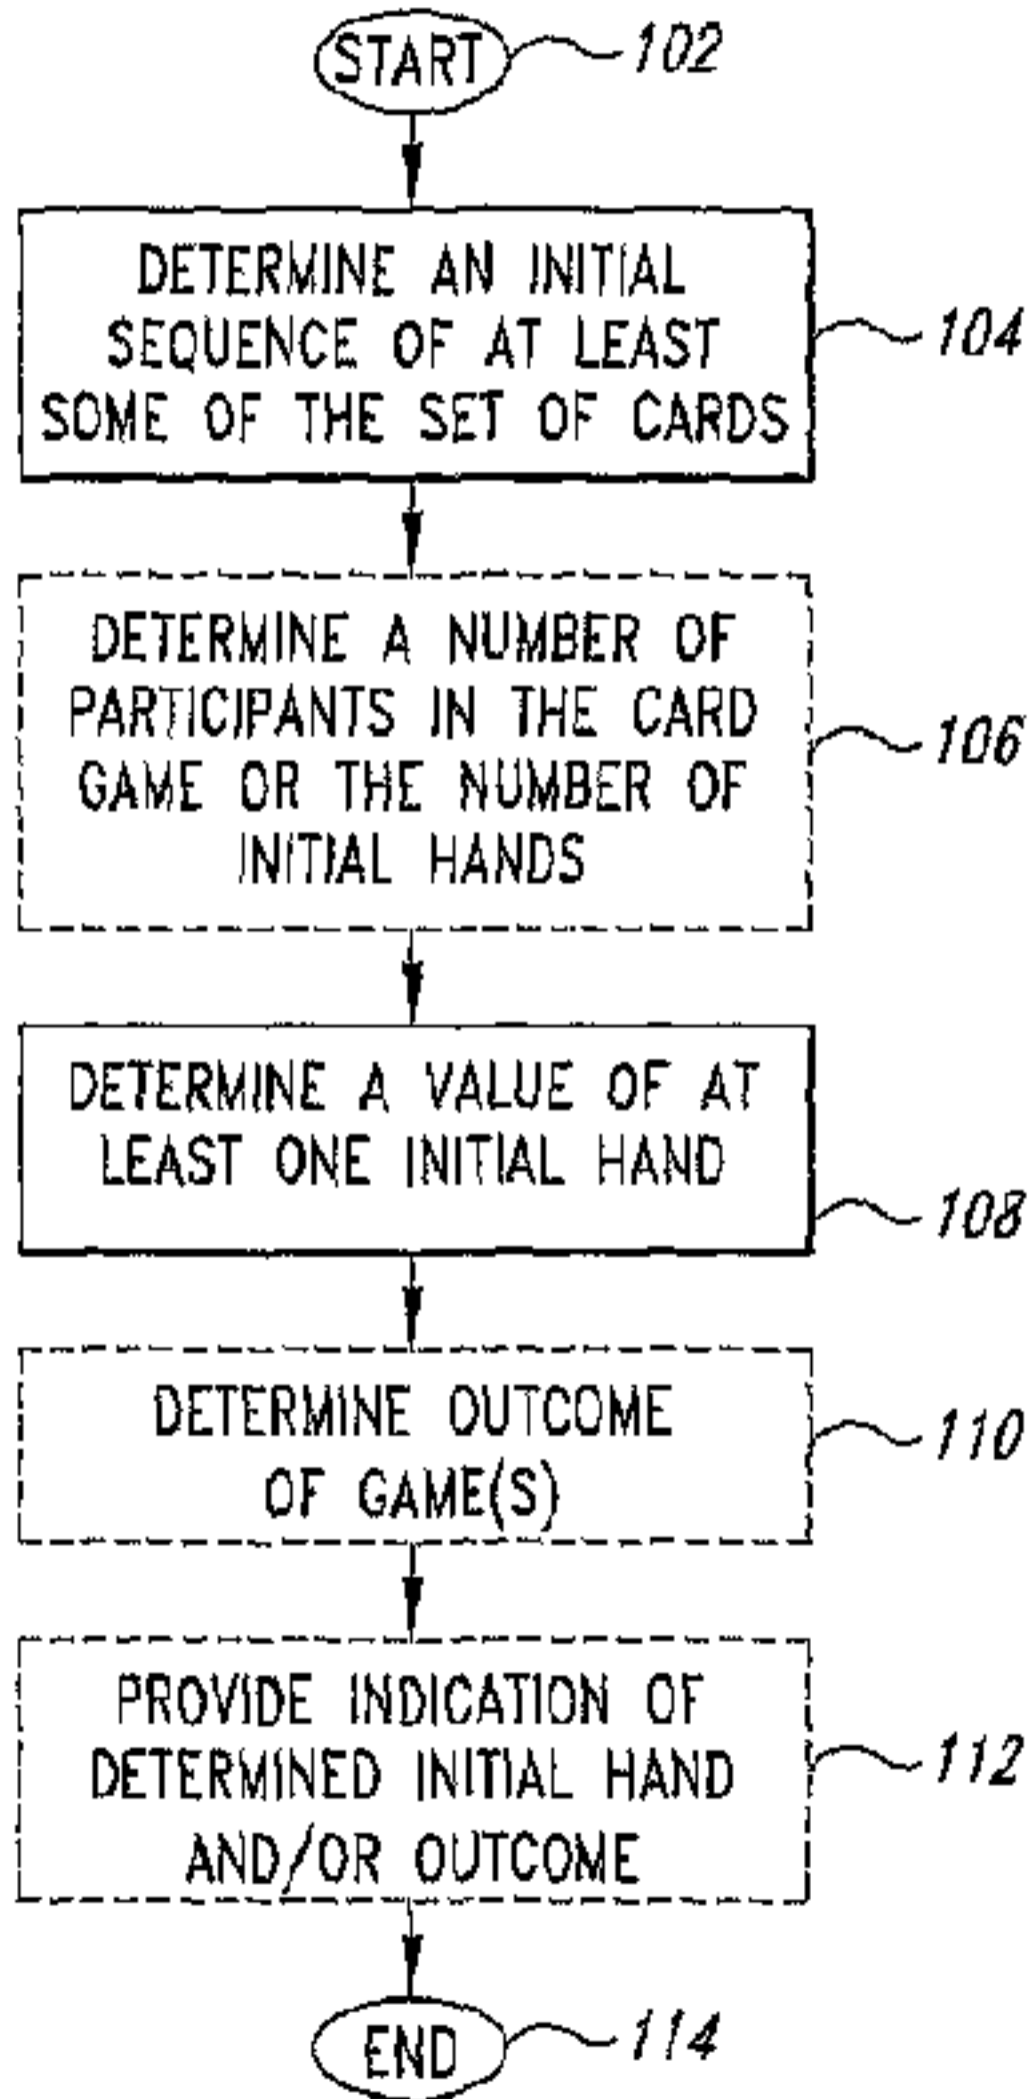 START
102
DETERMINE AN INITIAL
SEQUENCE OF AT LEAST
SOME OF THE SET OF CARDS
104
DETERMINE A NUMBER OF
PARTICIPANTS IN THE CARD
GAME OR THE NUMBER OF
INITIAL HANDS
106
DETERMINE A VALUE OF AT
LEAST ONE INITIAL HAND
108
DETERMINE OUTCOME
OF GAME(S)
110
PROVIDE INDICATION OF
DETERMINED INITIAL HAND
AND/OR OUTCOME
112
END
114